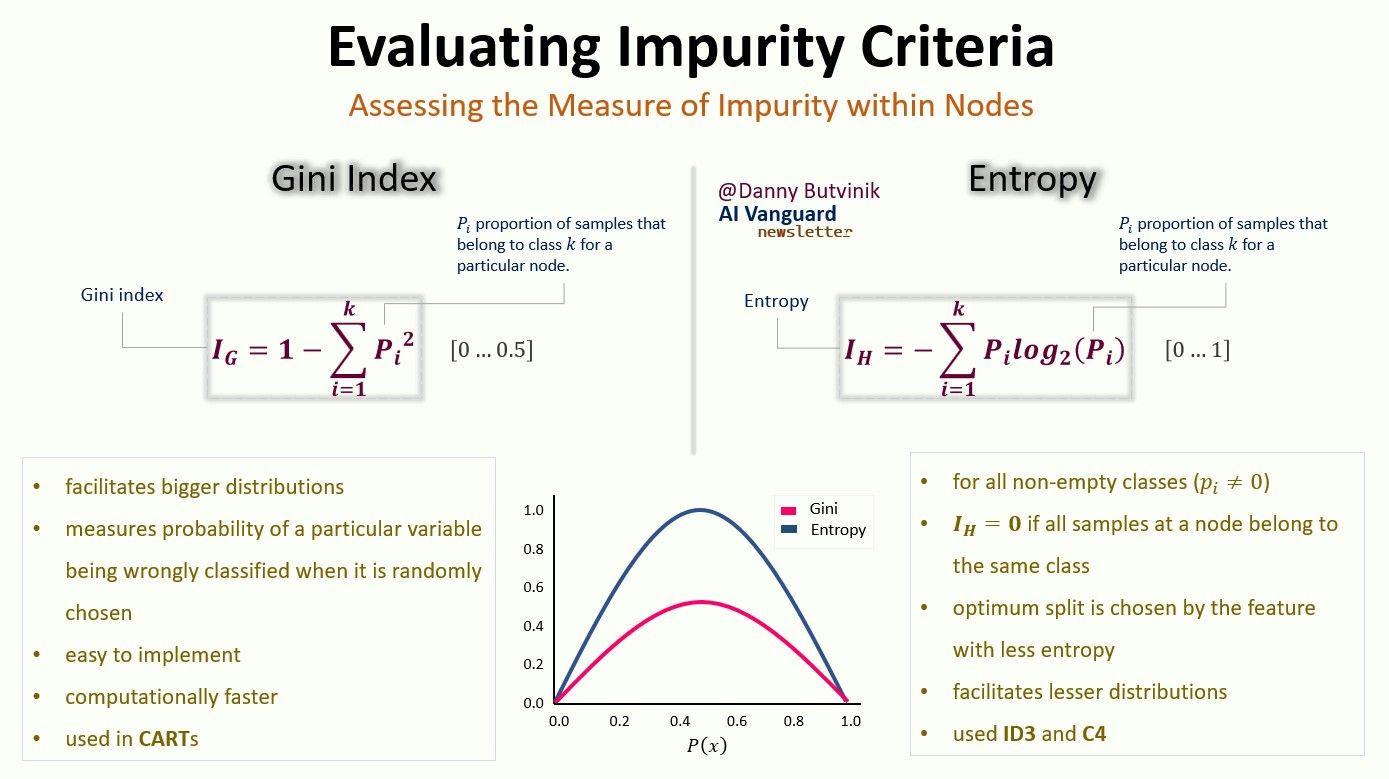 Evaluating Impurity Criteria
Assessing the Measure of Impurity within Nodes
Gini Index
P_i proportion of samples that
belong to class k for a
particular node.
Gini index
I_G = 1 − ∑_{i=1}^{k} P_i^2
[0 … 0.5]
@Danny Butvinik
AI Vanguard
newsletter
Entropy
P_i proportion of samples that
belong to class k for a
particular node.
Entropy
I_H = − ∑_{i=1}^{k} P_i log_2(P_i)
[0 … 1]
• facilitates bigger distributions
• measures probability of a particular variable
being wrongly classified when it is randomly
chosen
• easy to implement
• computationally faster
• used in CARTs
Gini
Entropy
1.0
0.8
0.6
0.4
0.2
0.0
0.0 0.2 0.4 0.6 0.8 1.0
P(x)
• for all non-empty classes (p_i ≠ 0)
• I_H = 0 if all samples at a node belong to
the same class
• optimum split is chosen by the feature
with less entropy
• facilitates lesser distributions
• used ID3 and C4